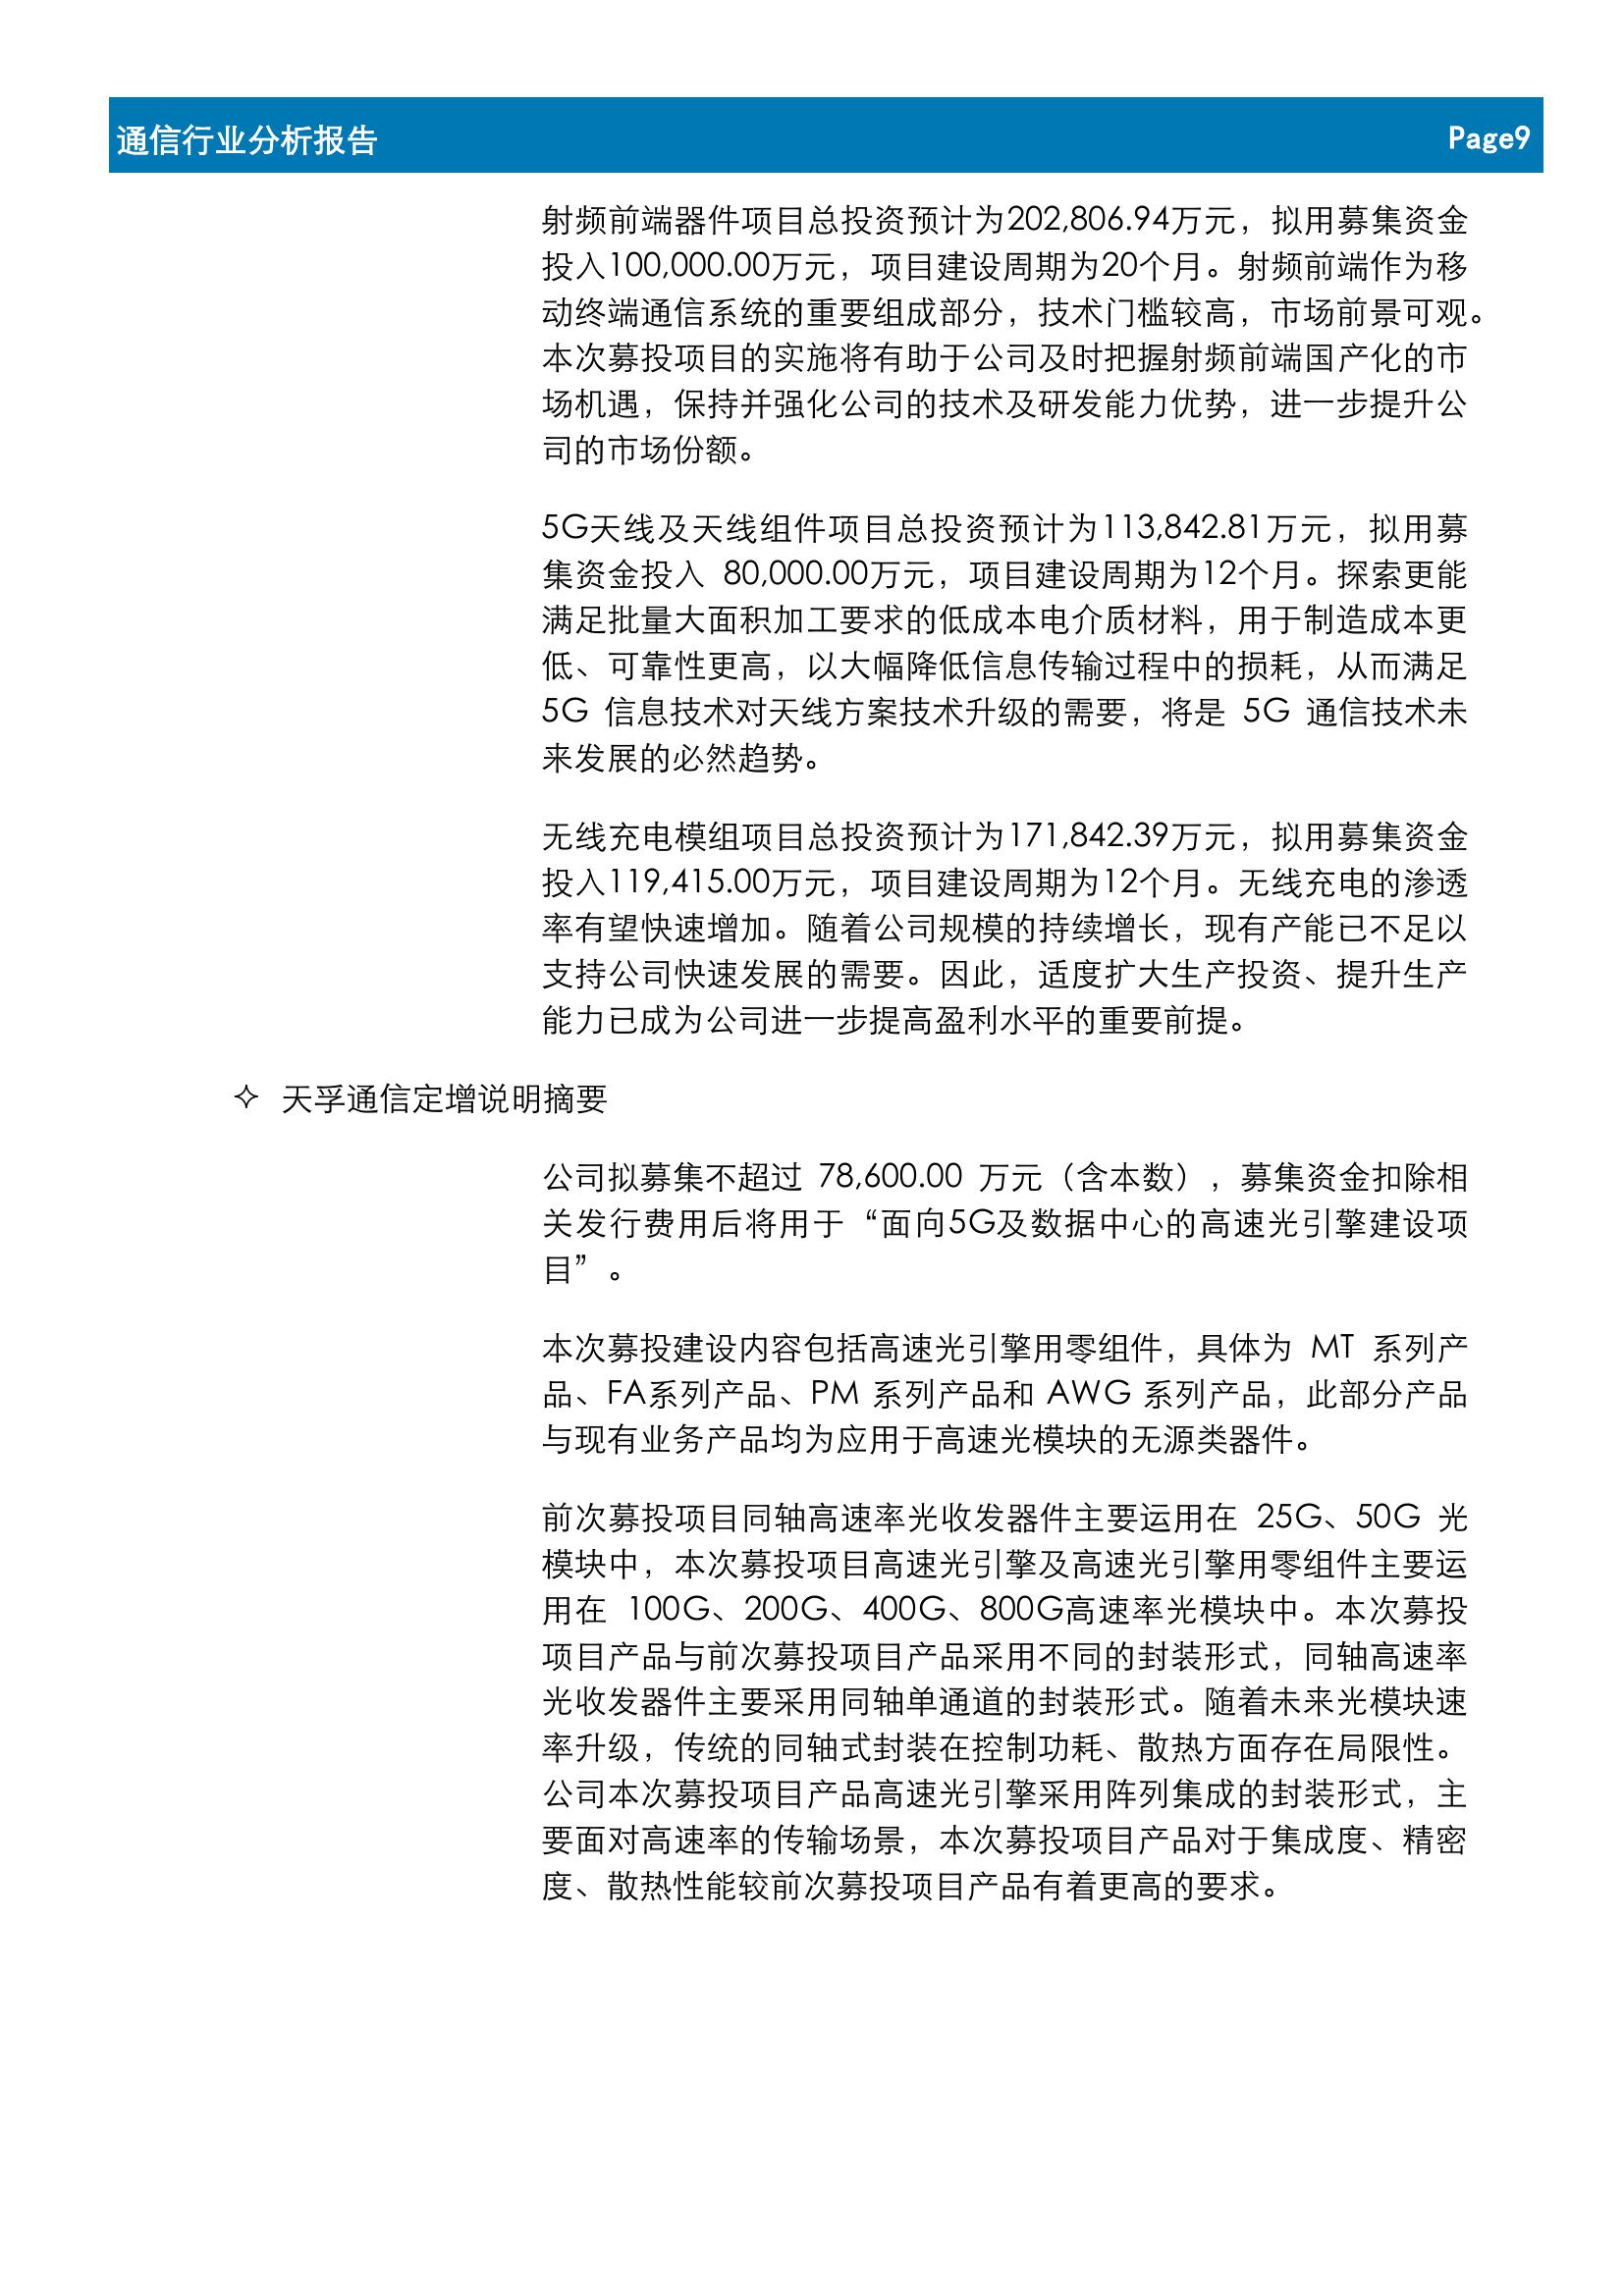 通信行业分析报告
Page9
射频前端器件项目总投资预计为202,806.94万元，拟用募集资金
投入100,000.00万元，项目建设周期为20个月。射频前端作为移
动终端通信系统的重要组成部分，技术门槛较高，市场前景可观。
本次募投项目的实施将有助于公司及时把握射频前端国产化的市
场机遇，保持并强化公司的技术及研发能力优势，进一步提升公
司的市场份额。
5G天线及天线组件项目总投资预计为113,842.81万元，拟用募
集资金投入 80,000.00万元，项目建设周期为12个月。探索更能
满足批量大面积加工要求的低成本电介质材料，用于制造成本更
低、可靠性更高，以大幅降低信息传输过程中的损耗，从而满足
5G 信息技术对天线方案技术升级的需要，将是 5G 通信技术未
来发展的必然趋势。
无线充电模组项目总投资预计为171,842.39万元，拟用募集资金
投入119,415.00万元，项目建设周期为12个月。无线充电的渗透
率有望快速增加。随着公司规模的持续增长，现有产能已不足以
支持公司快速发展的需要。因此，适度扩大生产投资、提升生产
能力已成为公司进一步提高盈利水平的重要前提。
✧ 天孚通信定增说明摘要
公司拟募集不超过 78,600.00 万元（含本数），募集资金扣除相
关发行费用后将用于“面向5G及数据中心的高速光引擎建设项
目”。
本次募投建设内容包括高速光引擎用零组件，具体为 MT 系列产
品、FA系列产品、PM 系列产品和 AWG 系列产品，此部分产品
与现有业务产品均为应用于高速光模块的无源类器件。
前次募投项目同轴高速率光收发器件主要运用在 25G、50G 光
模块中，本次募投项目高速光引擎及高速光引擎用零组件主要运
用在 100G、200G、400G、800G高速率光模块中。本次募投
项目产品与前次募投项目产品采用不同的封装形式，同轴高速率
光收发器件主要采用同轴单通道的封装形式。随着未来光模块速
率升级，传统的同轴式封装在控制功耗、散热方面存在局限性。
公司本次募投项目产品高速光引擎采用阵列集成的封装形式，主
要面对高速率的传输场景，本次募投项目产品对于集成度、精密
度、散热性能较前次募投项目产品有着更高的要求。